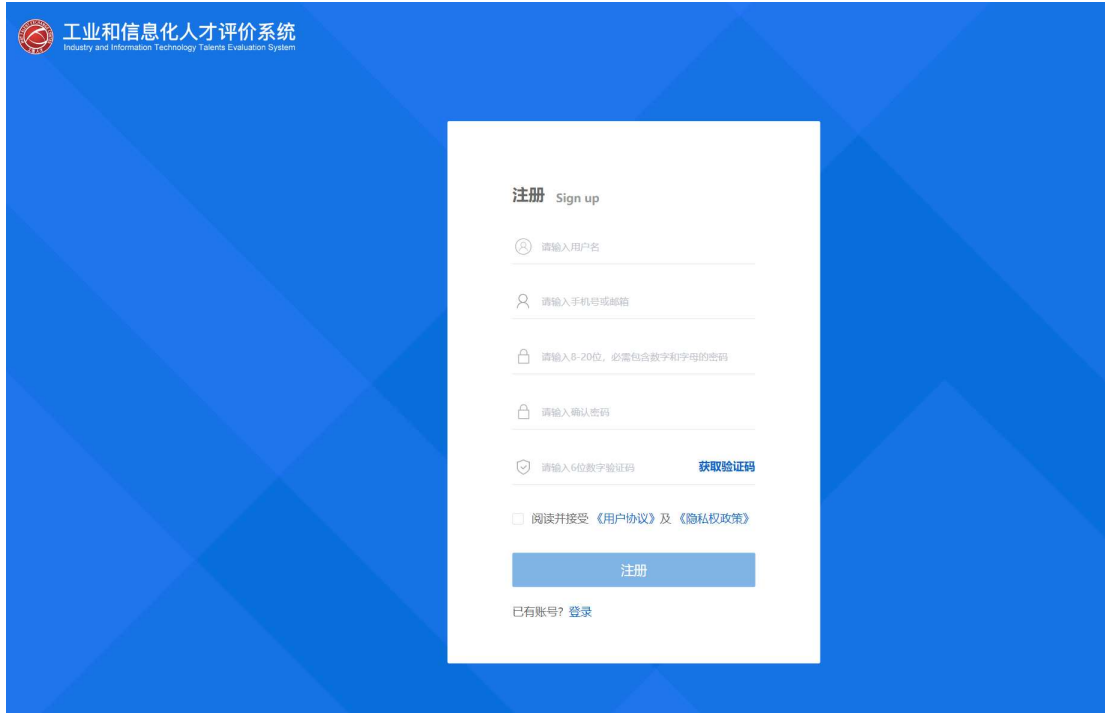 工业和信息化人才评价系统
Industry and Information Technology Talents Evaluation System
注册 Sign up
请输入用户名
请输入手机号或邮箱
请输入8-20位，必需包含数字和字母的密码
请输入确认密码
请输入6位数字验证码 获取验证码
阅读并接受《用户协议》及《隐私权政策》
注册
已有账号? 登录